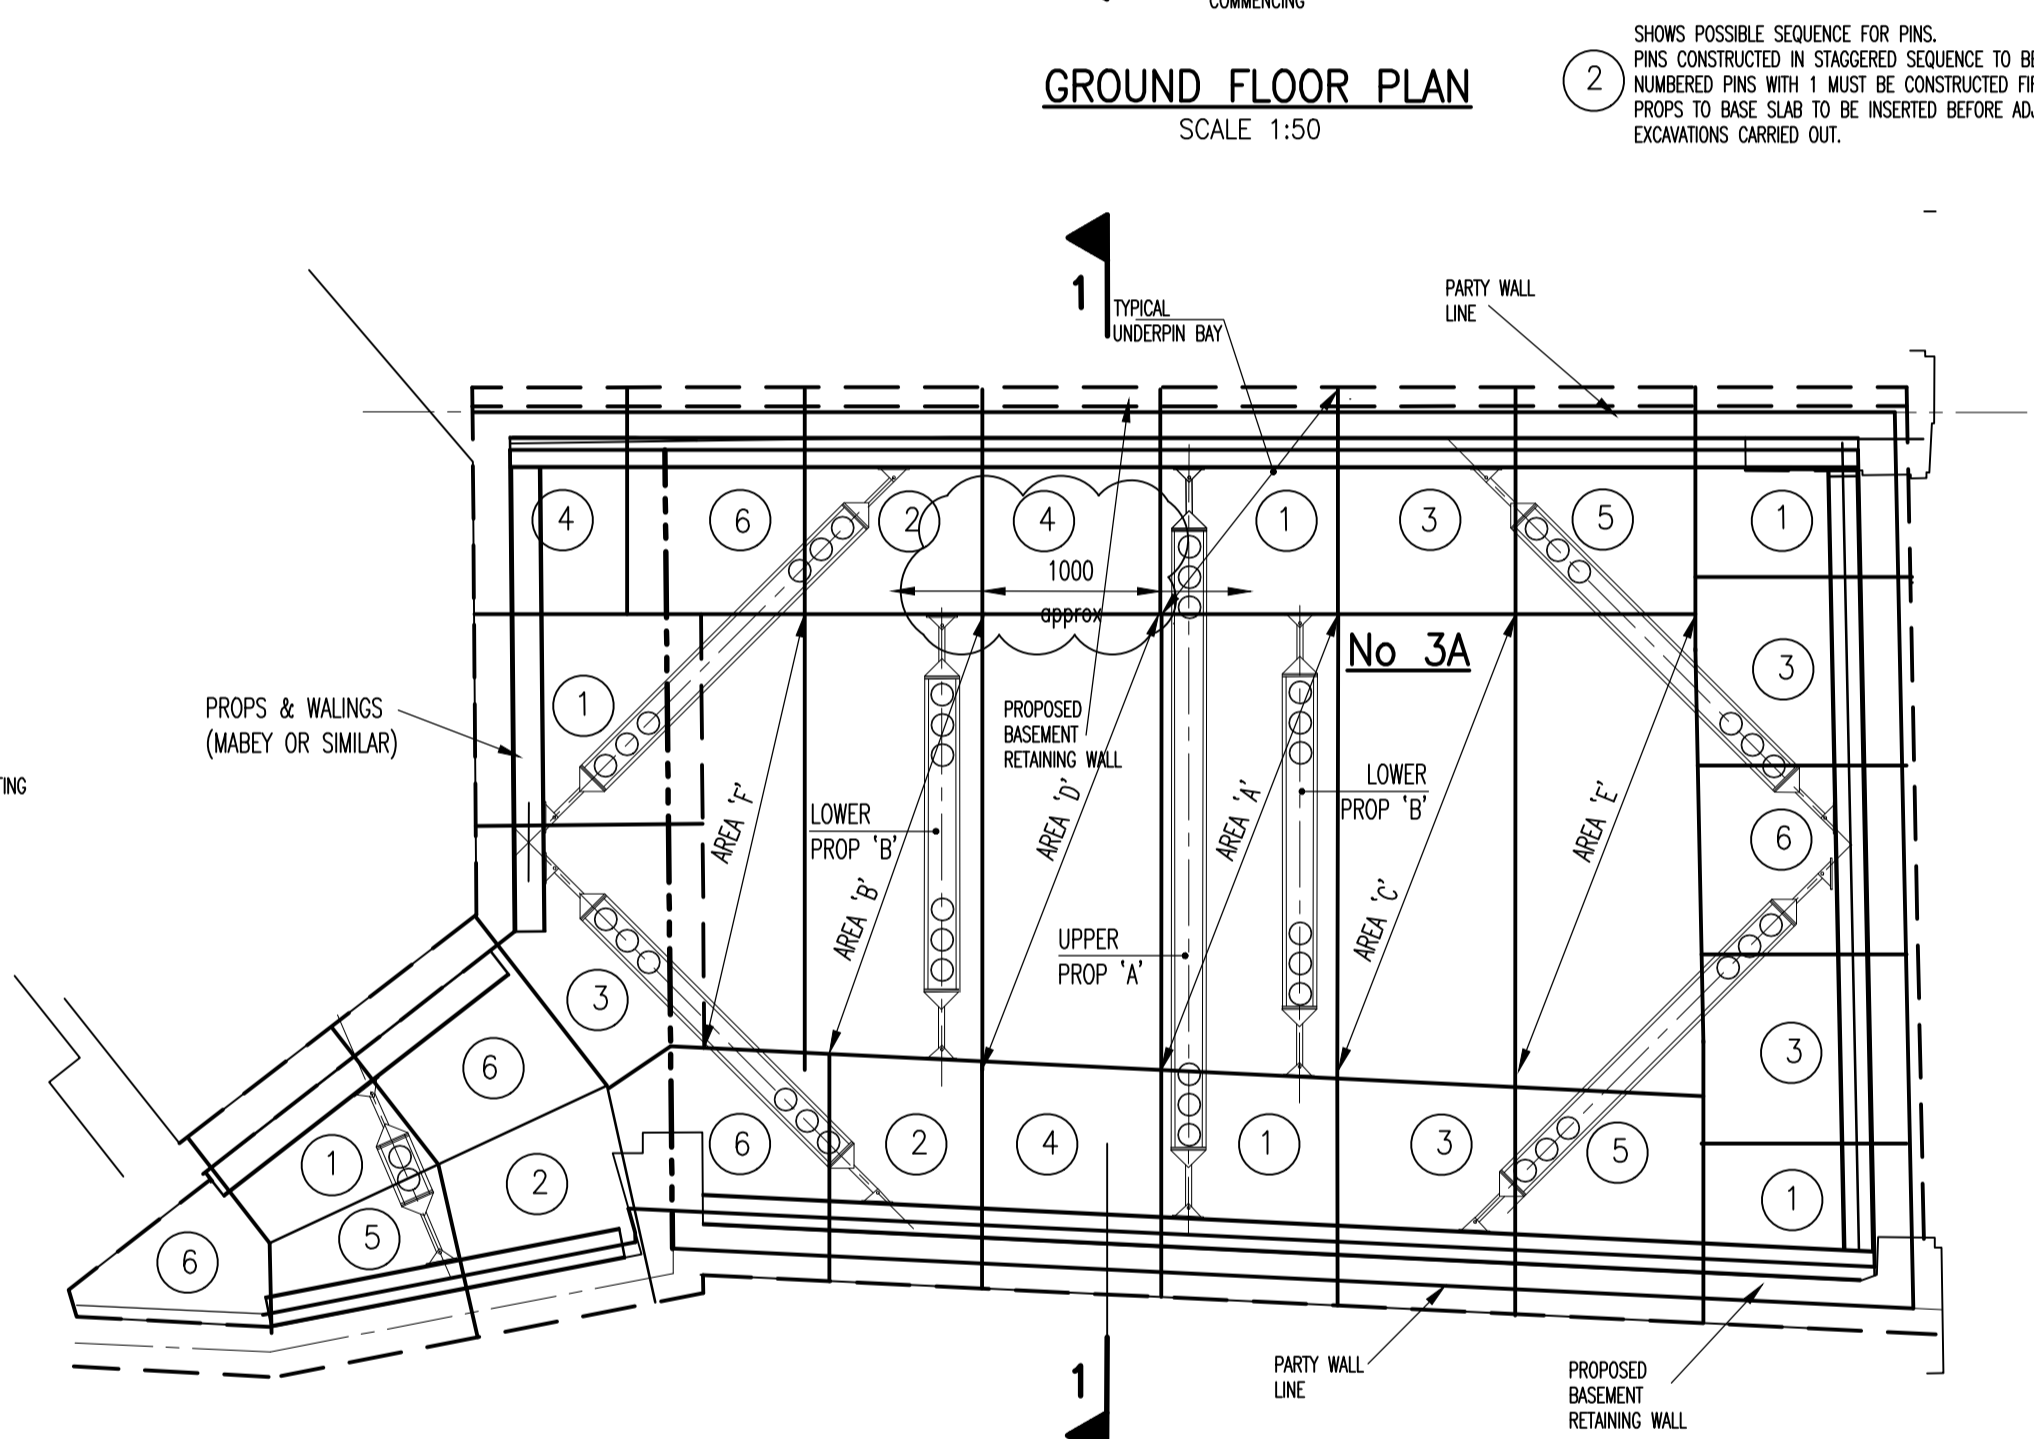 COMMENCING
GROUND FLOOR PLAN
SCALE 1:50
2
SHOWS POSSIBLE SEQUENCE FOR PINS.
PINS CONSTRUCTED IN STAGGERED SEQUENCE TO BE
NUMBERED PINS WITH 1 MUST BE CONSTRUCTED
PROPS TO BASE SLAB TO BE INSERTED BEFORE
EXCAVATIONS CARRIED OUT.
1
TYPICAL
UNDERPIN BAY
PARTY WALL
LINE
4
6
2
4
1
3
5
1
1000
approx
No 3A
3
1
PROPS & WALINGS
(MABEY OR SIMILAR)
TING
PROPOSED
BASEMENT
RETAINING WALL
LOWER
PROP 'B'
LOWER
PROP 'B'
AREA 'F'
AREA 'B'
AREA 'D'
AREA 'A'
AREA 'C'
AREA 'E'
6
UPPER
PROP 'A'
3
6
3
6
2
4
1
3
5
1
2
1
5
6
1
PARTY WALL
LINE
PROPOSED
BASEMENT
RETAINING WALL